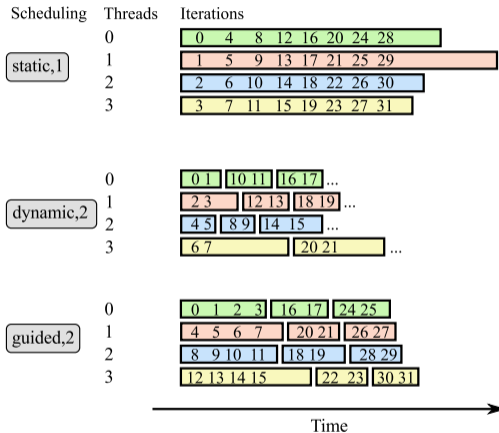 Scheduling Threads Iterations
static,1
0 0 4 8 12 16 20 24 28
1 1 5 9 13 17 21 25 29
2 2 6 10 14 18 22 26 30
3 3 7 11 15 19 23 27 31
dynamic,2
0 0 1 10 11 16 17 ...
1 2 3 12 13 18 19 ...
2 4 5 8 9 14 15 ...
3 6 7 20 21 ...
guided,2
0 0 1 2 3 16 17 24 25
1 4 5 6 7 20 21 26 27
2 8 9 10 11 18 19 28 29
3 12 13 14 15 22 23 30 31
Time